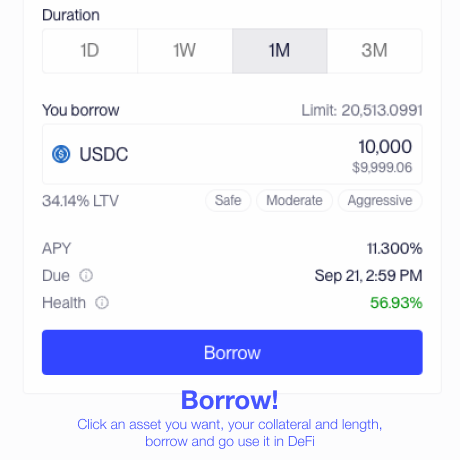 Duration
1D 1W 1M 3M
You borrow Limit: 20,513.0991
USDC 10,000
$9,999.06
34.14% LTV Safe Moderate Aggressive
APY 11.300%
Due Sep 21, 2:59 PM
Health 56.93%
Borrow
Borrow!
Click an asset you want, your collateral and length,
borrow and go use it in DeFi